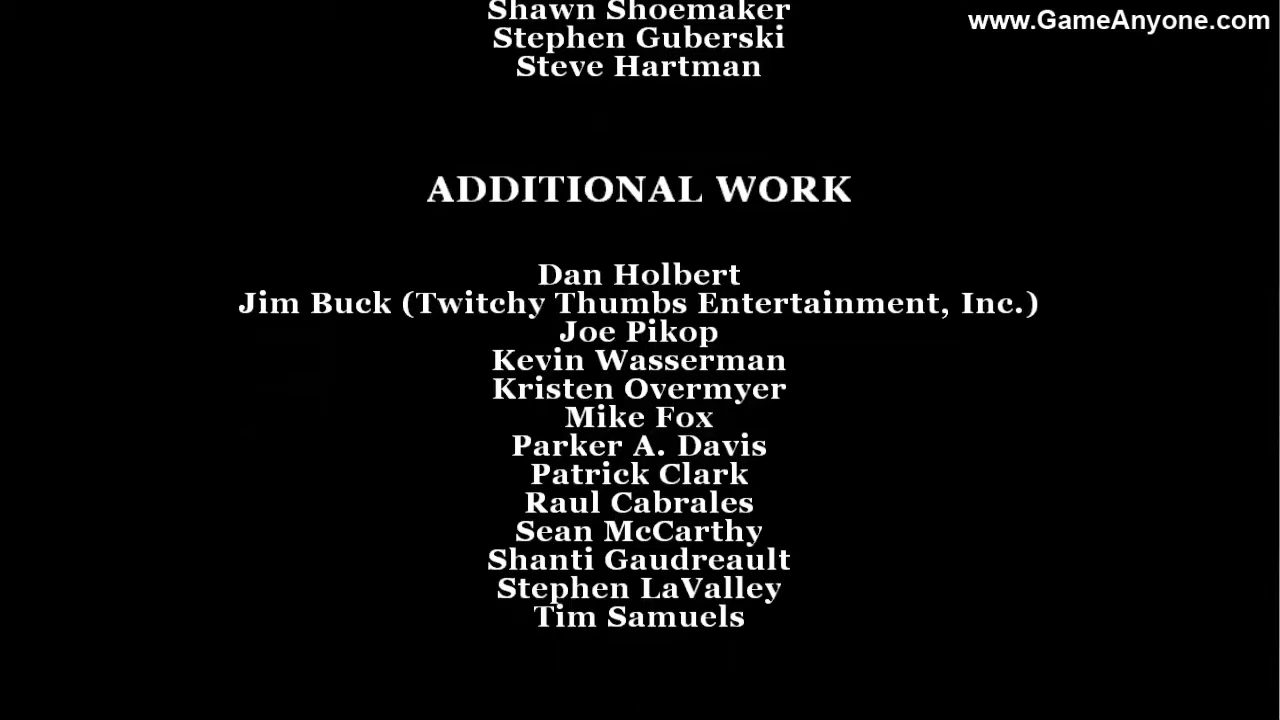 Shawn Shoemaker
www.GameAnyone.com
Stephen Guberski
Steve Hartman
ADDITIONAL WORK
Dan Holbert
Jim Buck (Twitchy Thumbs Entertainment, Inc.)
Joe Pikop
Kevin Wasserman
Kristen Overmyer
Mike Fox
Parker A. Davis
Patrick Clark
Raul Cabrales
Sean McCarthy
Shanti Gaudreault
Stephen LaValley
Tim Samuels